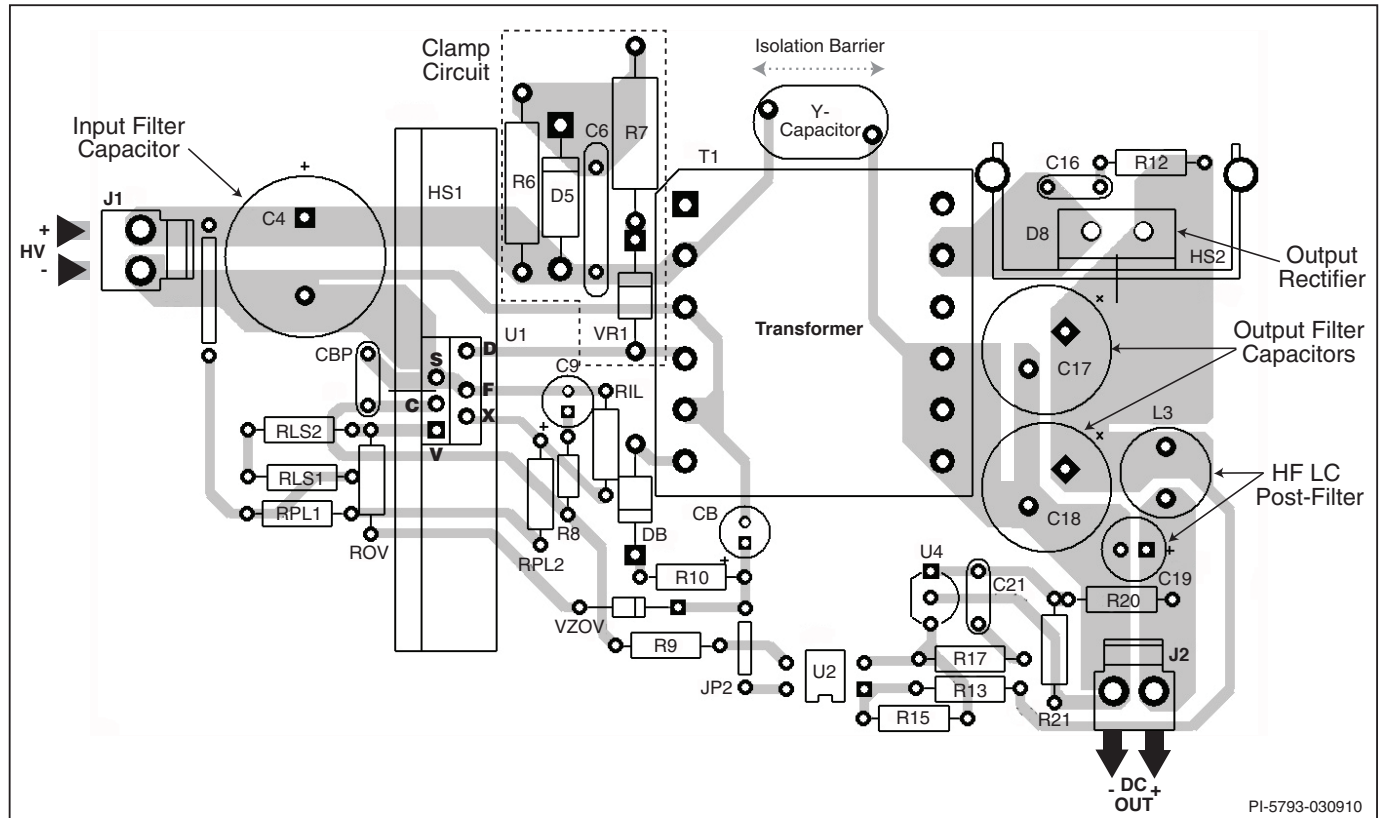 Clamp
Circuit
Isolation Barrier
Y-
Capacitor
Input Filter
Capacitor
J1
+
HV
-
+
C4
HS1
R6
D5
C6
R7
T1
C16
R12
D8
HS2
Output
Rectifier
Transformer
VR1
U1
CBP
S
D
F
C
X
V
C9
+
RIL
Output Filter
Capacitors
C17
L3
HF LC
Post-Filter
C18
C19
+
RLS2
RLS1
RPL1
ROV
RPL2
R8
DB
CB
+
R10
VZOV
R9
JP2
U2
U4
C21
R20
R17
R13
R15
R21
J2
- DC +
OUT
PI-5793-030910